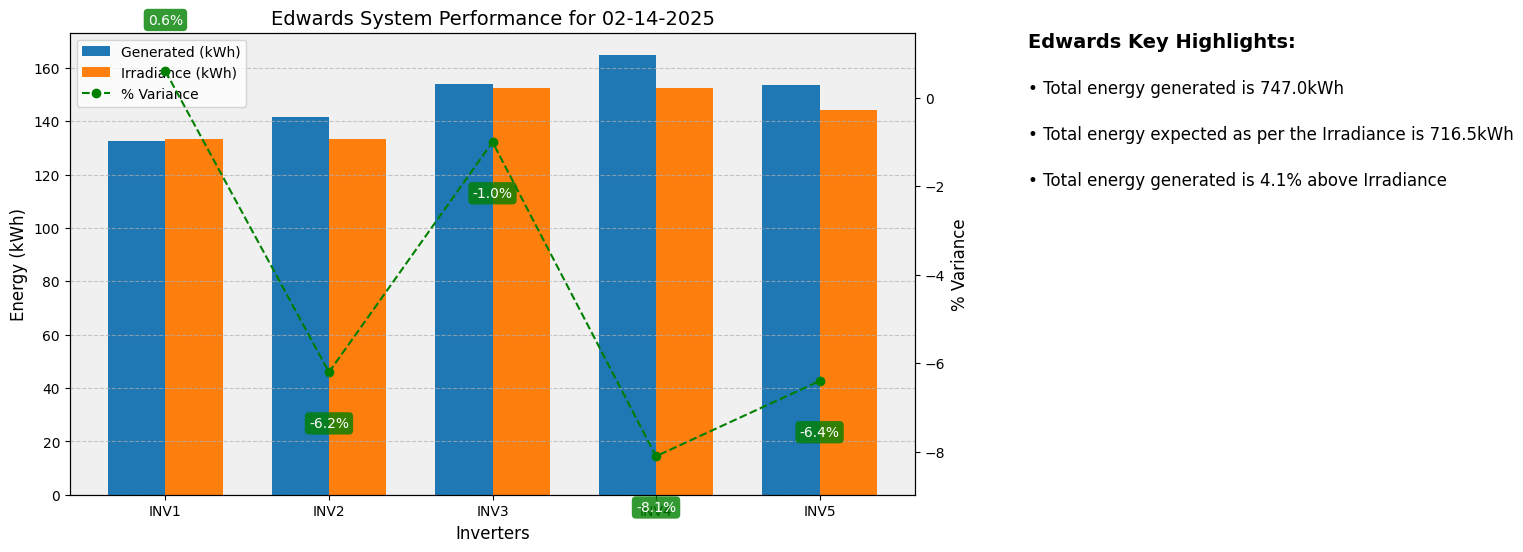 Edwards System Performance for 02-14-2025
0.6%
Generated (kWh)
Irradiance (kWh)
% Variance
Energy (kWh)
160
140
120
100
80
60
40
20
0
-1.0%
-6.2%
-6.4%
-8.1%
0
−2
−4
−6
−8
% Variance
INV1
INV2
INV3
INV4
INV5
Inverters
Edwards Key Highlights:
• Total energy generated is 747.0kWh
• Total energy expected as per the Irradiance is 716.5kWh
• Total energy generated is 4.1% above Irradiance